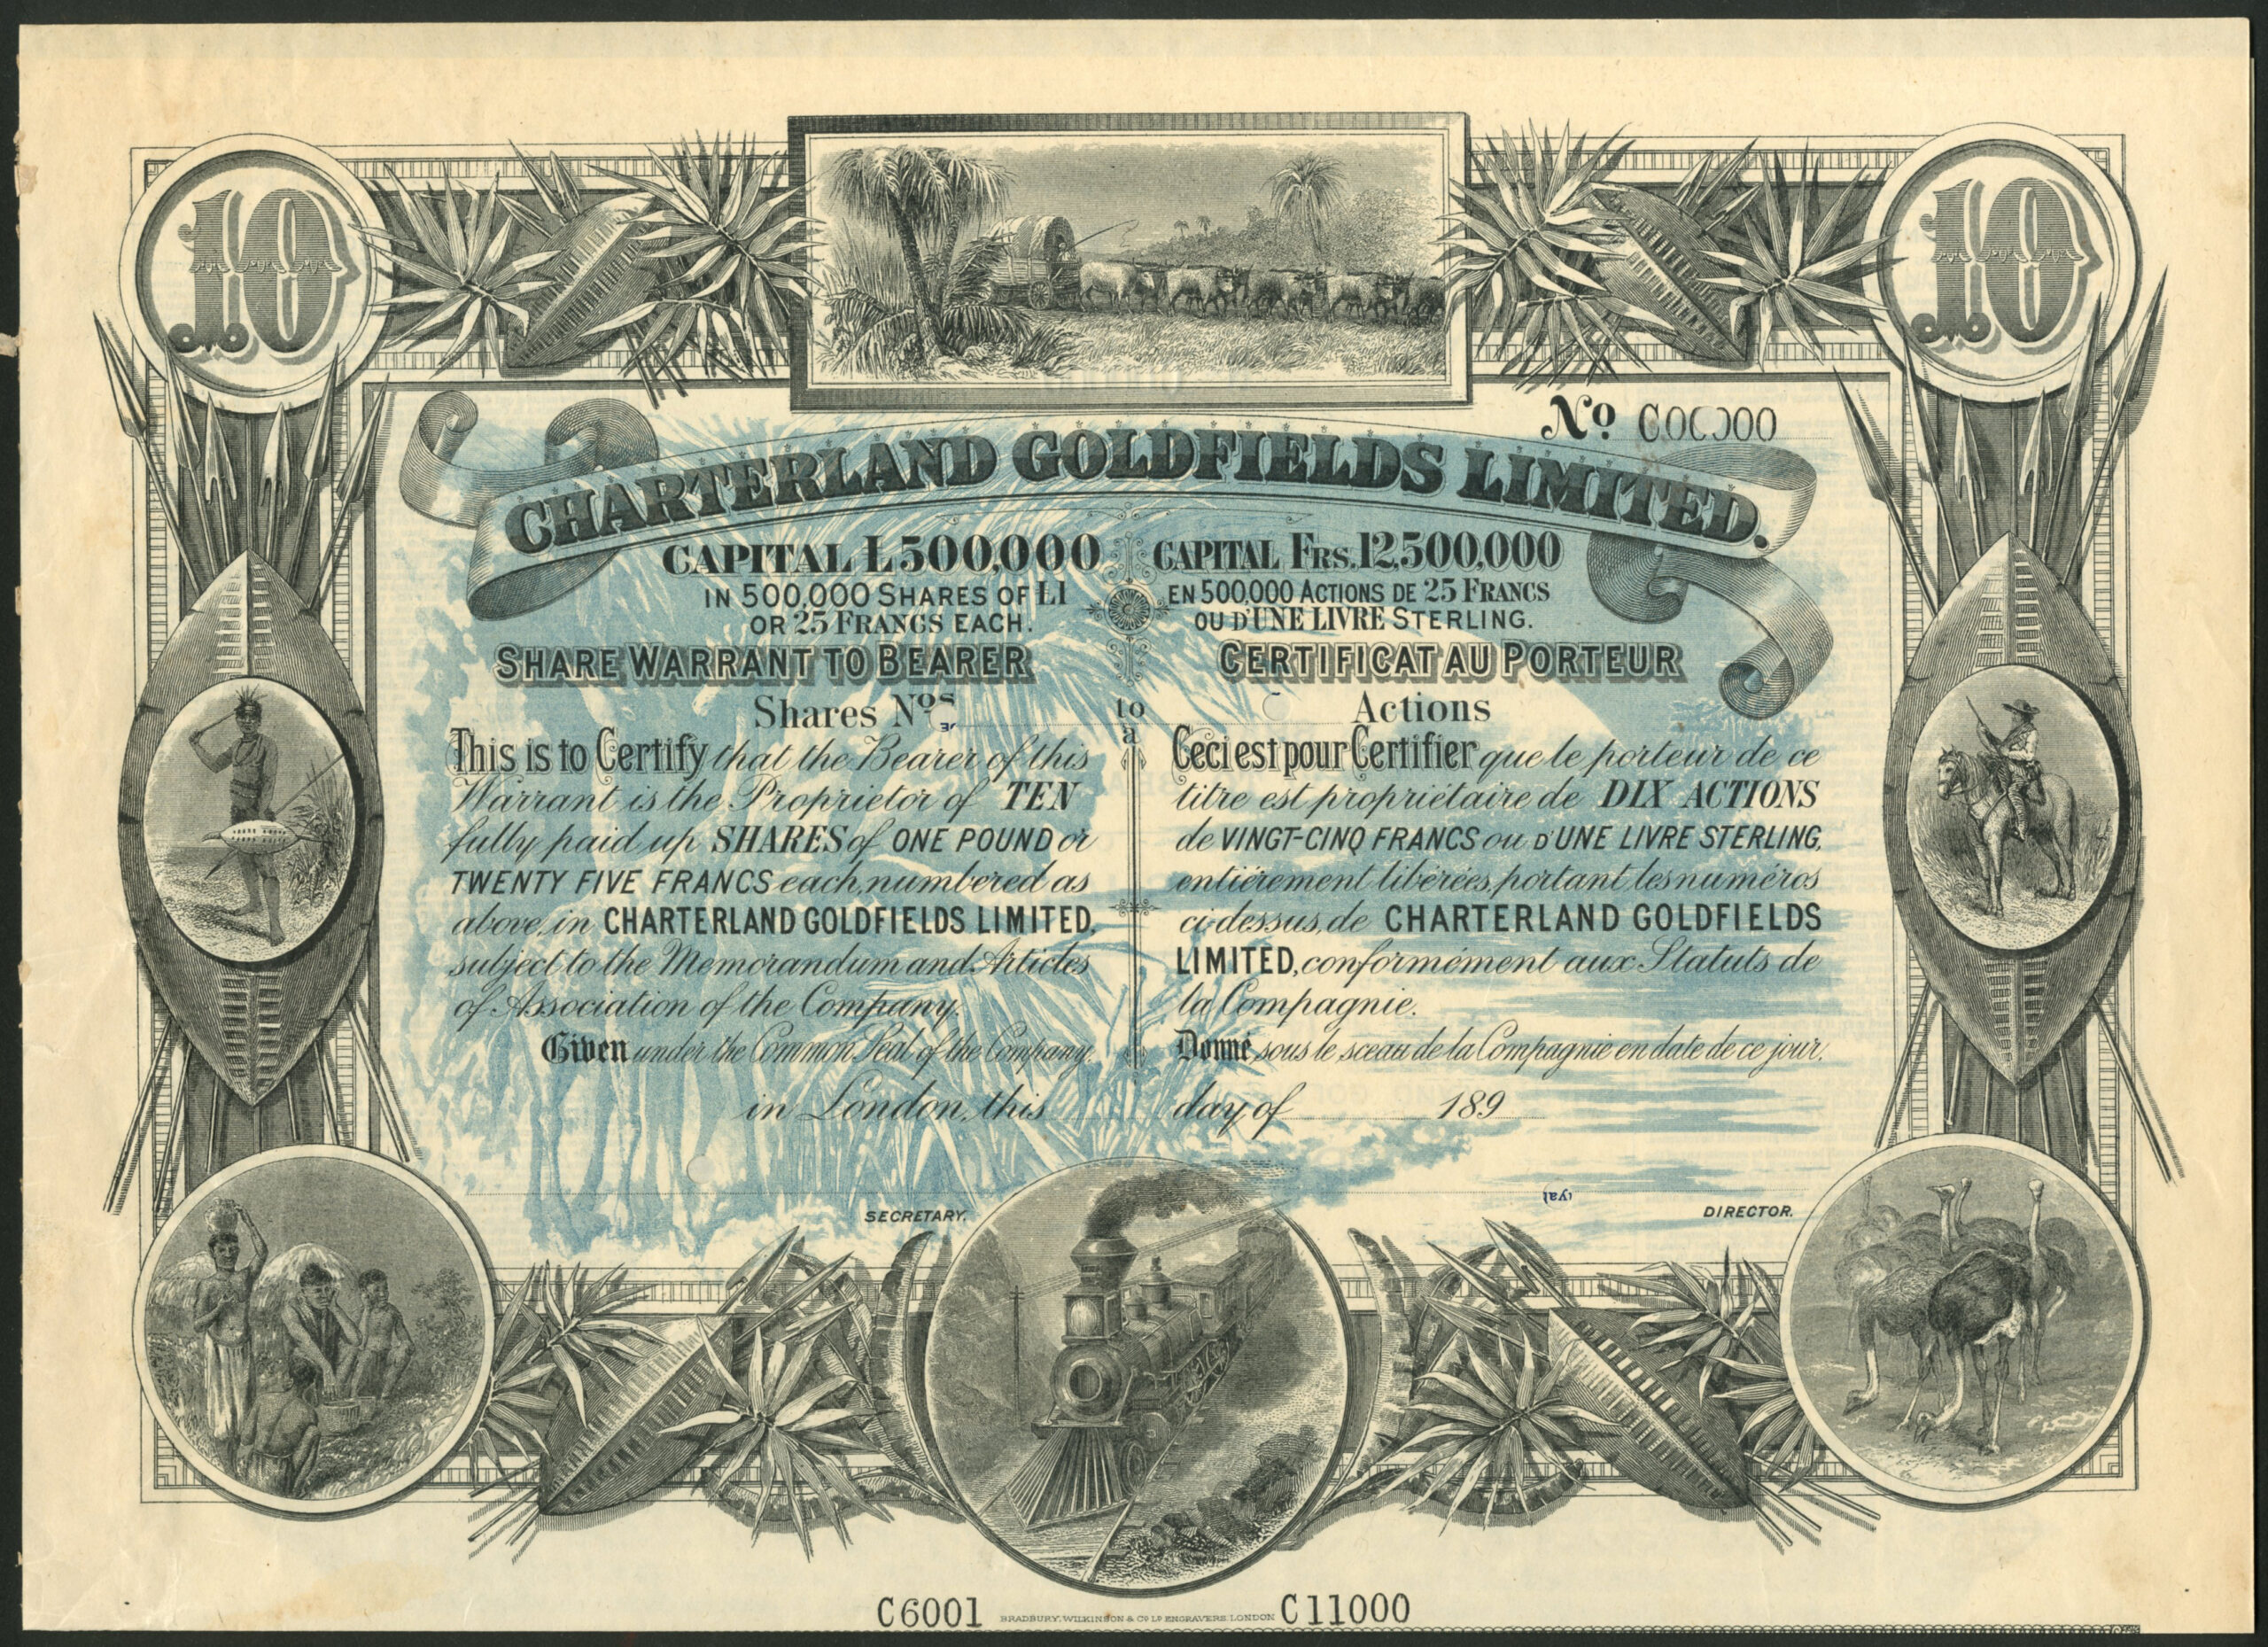 10
10
No C00000
CHARTERLAND GOLDFIELDS LIMITED.
CAPITAL £500,000
IN 500,000 SHARES OF £1
OR 25 FRANCS EACH.
SHARE WARRANT TO BEARER
CAPITAL FRS. 12,500,000
EN 500,000 ACTIONS DE 25 FRANCS
OU D'UNE LIVRE STERLING.
CERTIFICAT AU PORTEUR
Shares Nos to Actions
a
This is to Certify that the Bearer of this
Warrant is the Proprietor of TEN
fully paid up SHARES of ONE POUND or
TWENTY FIVE FRANCS each, numbered as
above, in CHARTERLAND GOLDFIELDS LIMITED,
subject to the Memorandum and Articles
of Association of the Company.
Given under the Common Seal of the Company,
Ceci est pour Certifier que le porteur de ce
titre est propriétaire de DIX ACTIONS
de VINGT-CINQ FRANCS ou D'UNE LIVRE STERLING,
entièrement libérées, portant les numéros
ci-dessus, de CHARTERLAND GOLDFIELDS
LIMITED, conformément aux Statuts de
la Compagnie.
Donné sous le sceau de la Compagnie en date de ce jour.
in London, this day of 189
SECRETARY.
DIRECTOR.
C6001 BRADBURY, WILKINSON & Co Ld ENGRAVERS, LONDON C11000